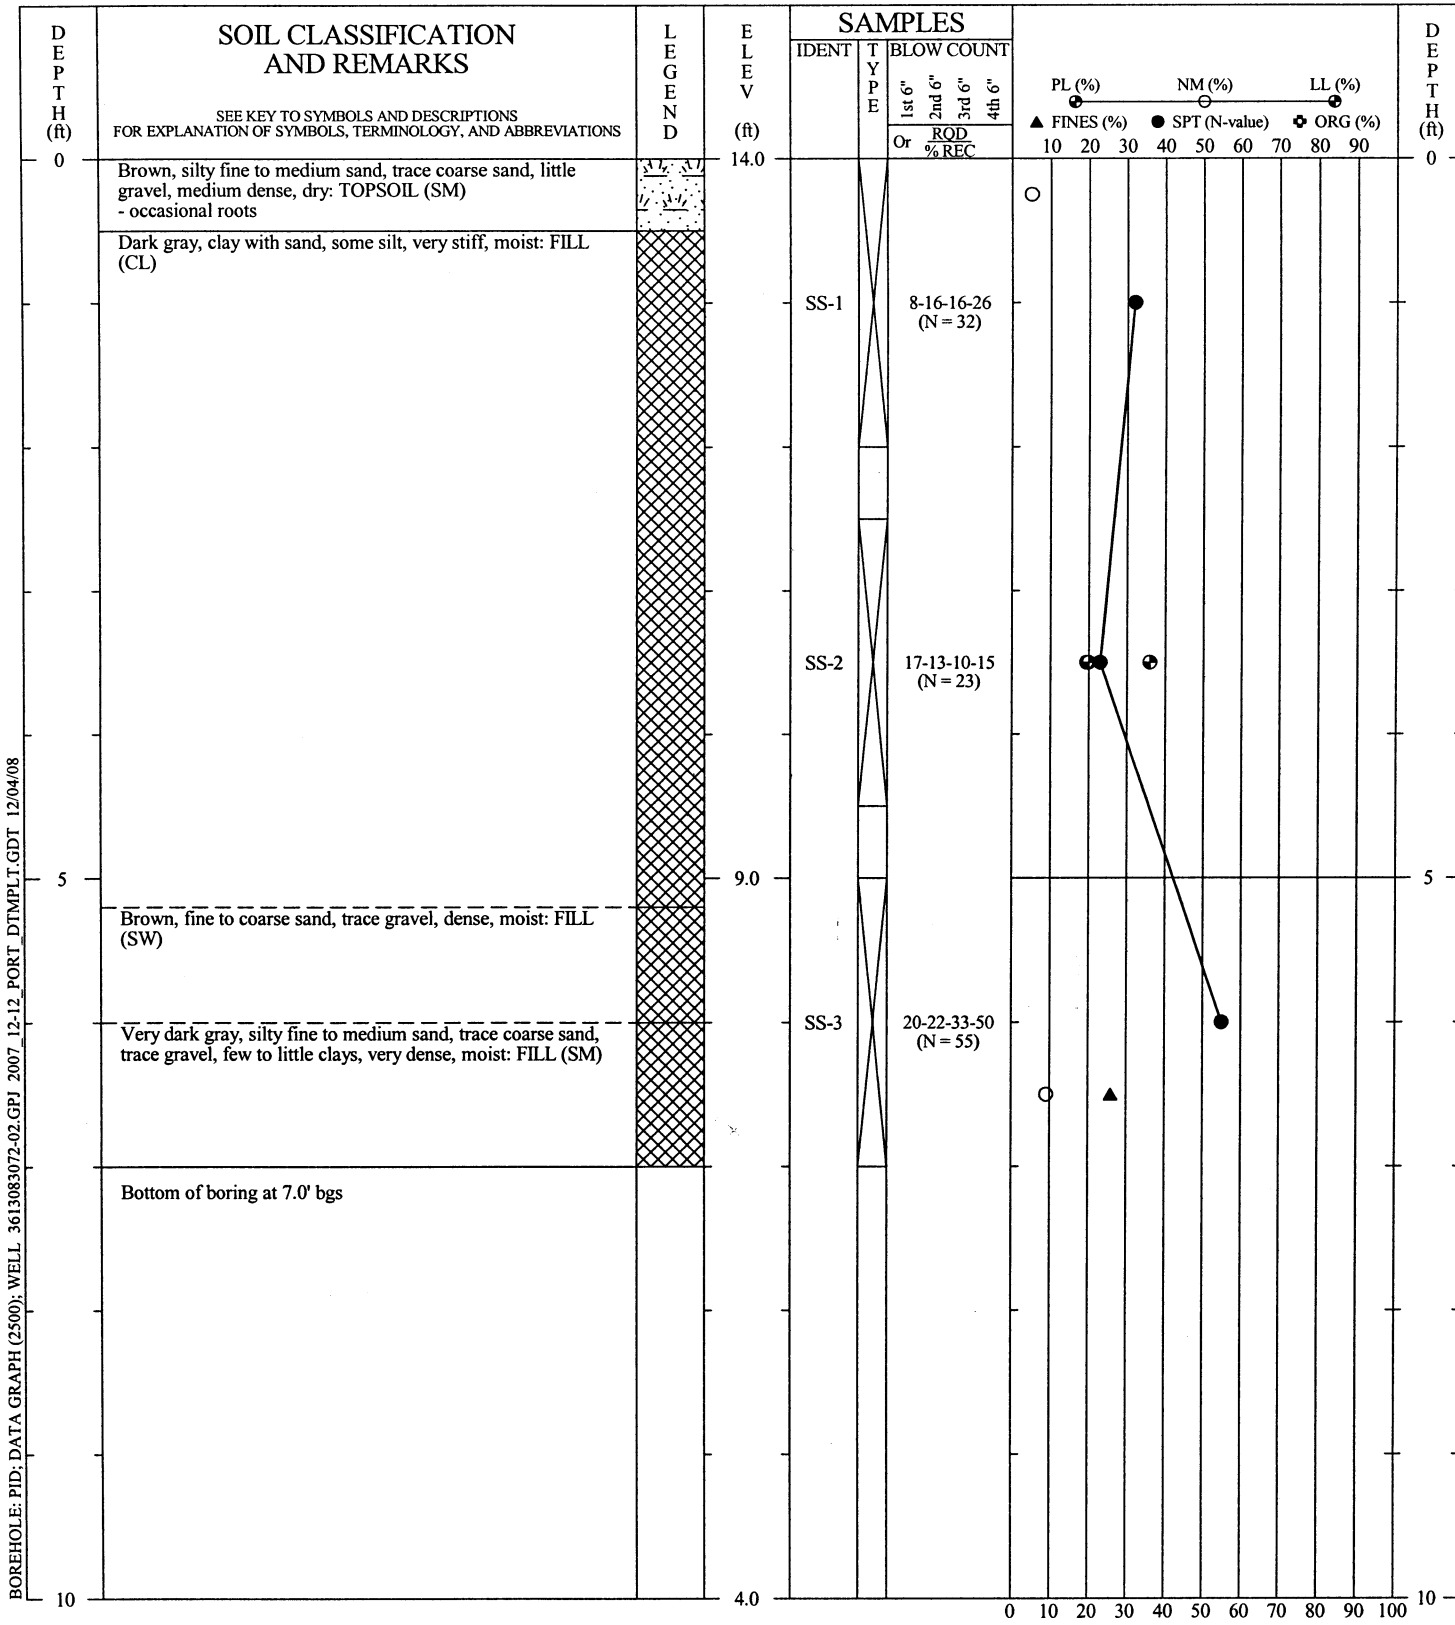 DEPTH (ft)
SOIL CLASSIFICATION
AND REMARKS
SEE KEY TO SYMBOLS AND DESCRIPTIONS
FOR EXPLANATION OF SYMBOLS, TERMINOLOGY, AND ABBREVIATIONS
LEGEND
ELEV (ft)
SAMPLES
IDENT
TYPE
BLOW COUNT
1st 6"
2nd 6"
3rd 6"
4th 6"
Or RQD
% REC
PL (%) NM (%) LL (%)
▲ FINES (%) ● SPT (N-value) ORG (%)
10 20 30 40 50 60 70 80 90
DEPTH (ft)
0
14.0
0
Brown, silty fine to medium sand, trace coarse sand, little
gravel, medium dense, dry: TOPSOIL (SM)
- occasional roots
Dark gray, clay with sand, some silt, very stiff, moist: FILL
(CL)
SS-1
8-16-16-26
(N = 32)
SS-2
17-13-10-15
(N = 23)
5
9.0
5
Brown, fine to coarse sand, trace gravel, dense, moist: FILL
(SW)
Very dark gray, silty fine to medium sand, trace coarse sand,
trace gravel, few to little clays, very dense, moist: FILL (SM)
SS-3
20-22-33-50
(N = 55)
Bottom of boring at 7.0' bgs
10
4.0
10
0 10 20 30 40 50 60 70 80 90 100
BOREHOLE: PID; DATA GRAPH (2500); WELL 3613083072-02.GPJ 2007_12-12_PORT_DTMPLT.GDT 12/04/08